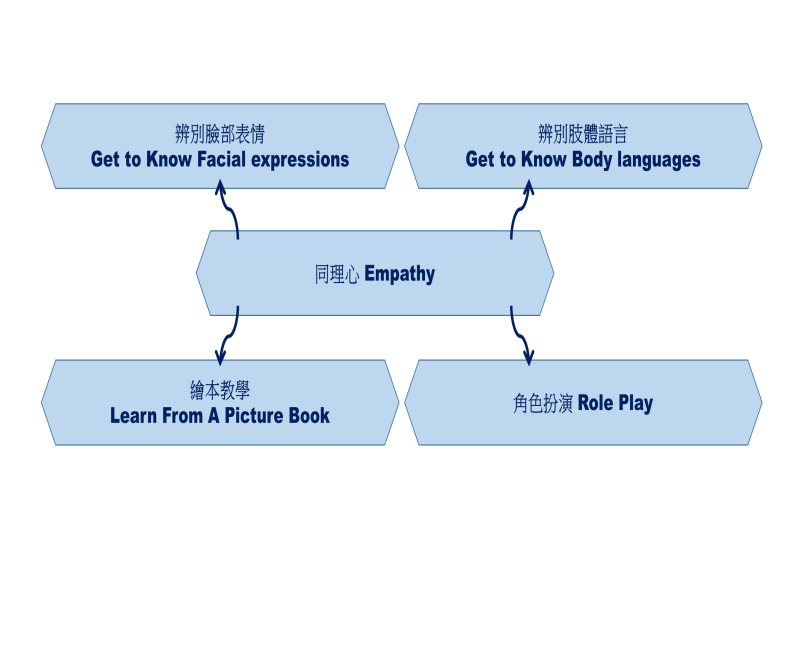 辨別臉部表情
Get to Know Facial expressions
辨別肢體語言
Get to Know Body languages
同理心 Empathy
繪本教學
Learn From A Picture Book
角色扮演 Role Play